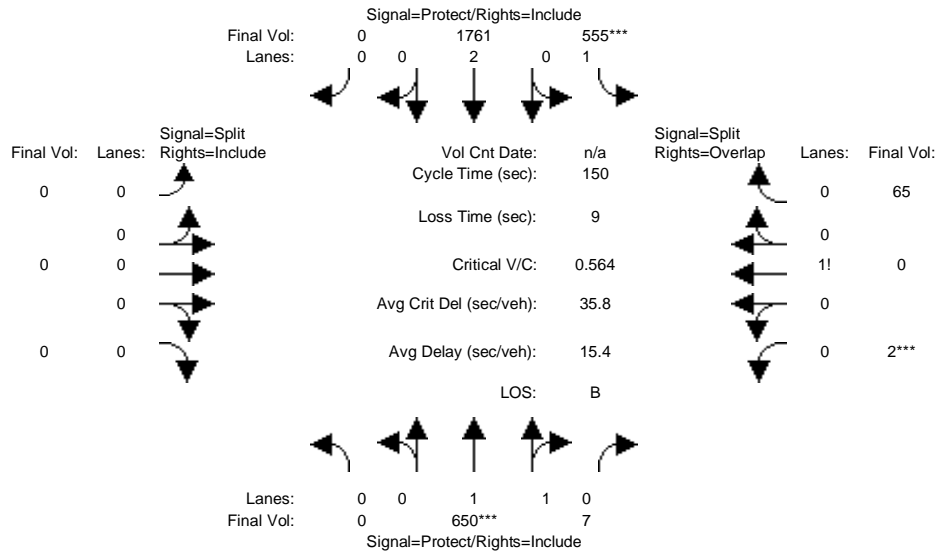 Signal=Protect/Rights=Include
Final Vol: 0 1761 555***
Lanes: 0 0 2 0 1
Signal=Split Signal=Split
Final Vol: Lanes: Rights=Include Vol Cnt Date: n/a Rights=Overlap Lanes: Final Vol:
Cycle Time (sec): 150
0 0 0 65
Loss Time (sec): 9
0 0
0 0 Critical V/C: 0.564 1! 0
0 Avg Crit Del (sec/veh): 35.8 0
0 0 Avg Delay (sec/veh): 15.4 0 2***
LOS: B
Lanes: 0 0 1 1 0
Final Vol: 0 650*** 7
Signal=Protect/Rights=Include